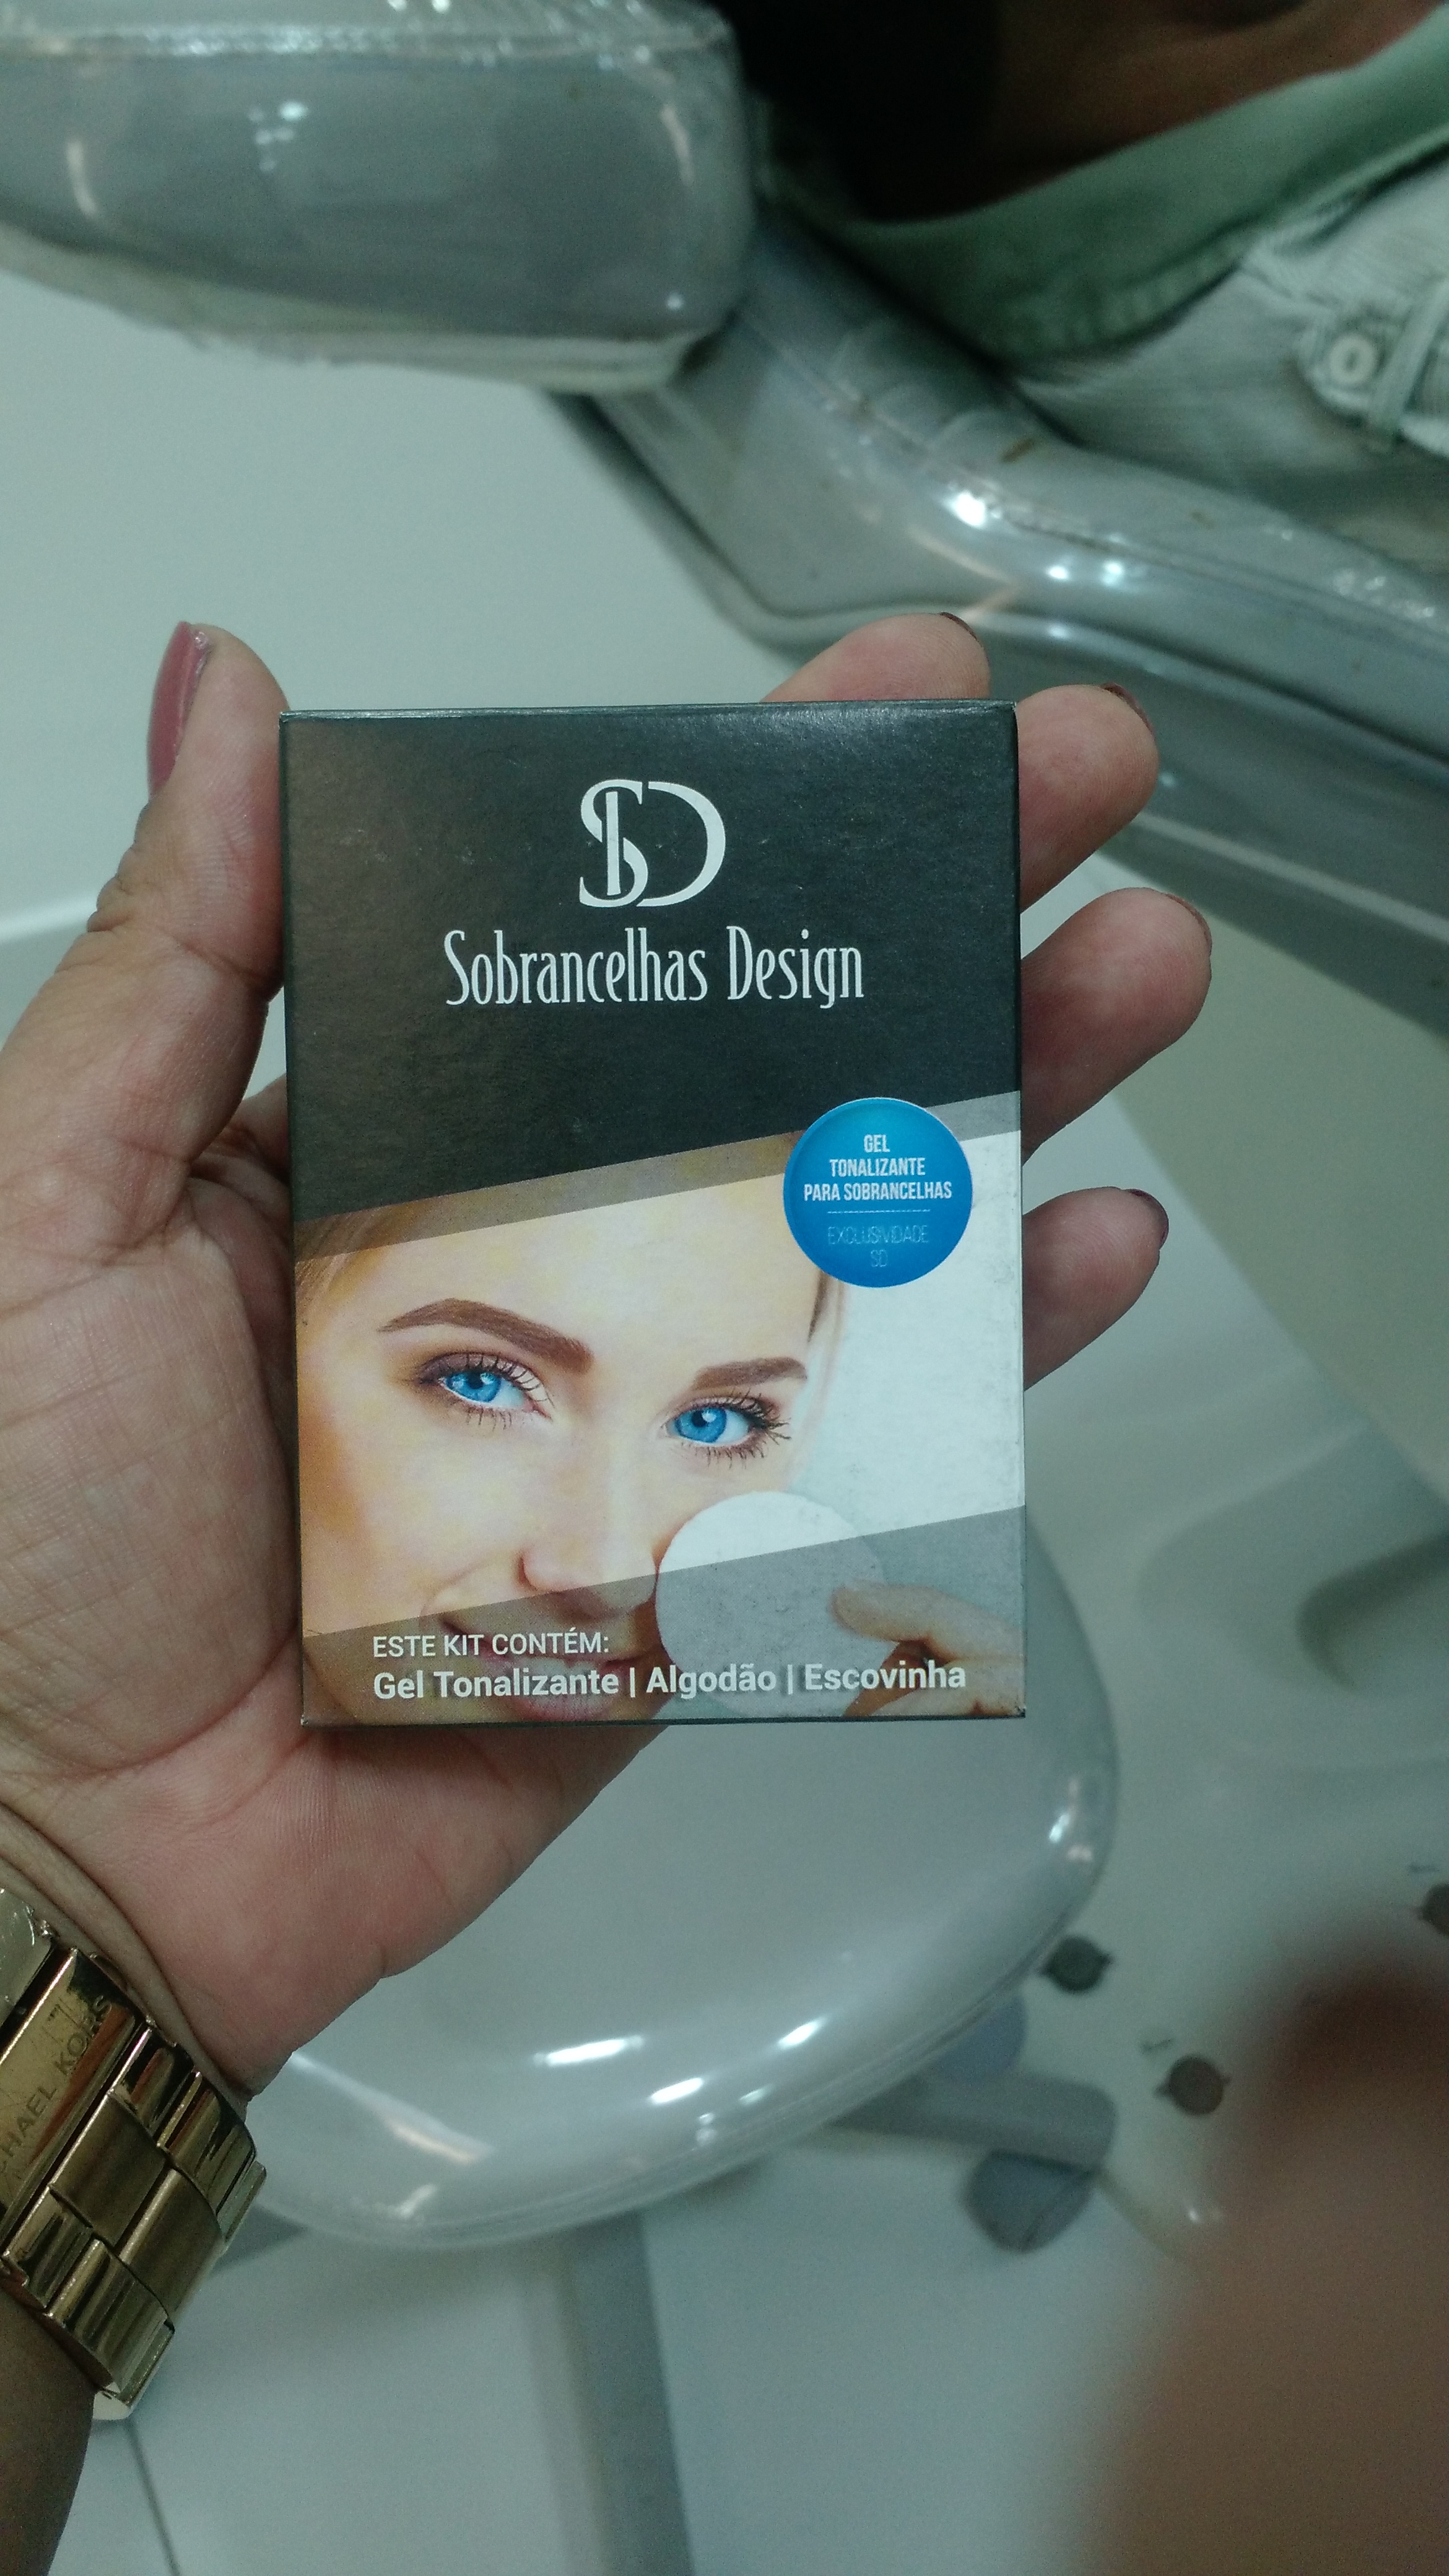 SD
Sobrancelhas Design
GEL
TONALIZANTE
PARA SOBRANCELHAS
EXCLUSIVIDADE
SD
ESTE KIT CONTÉM:
Gel Tonalizante | Algodão | Escovinha